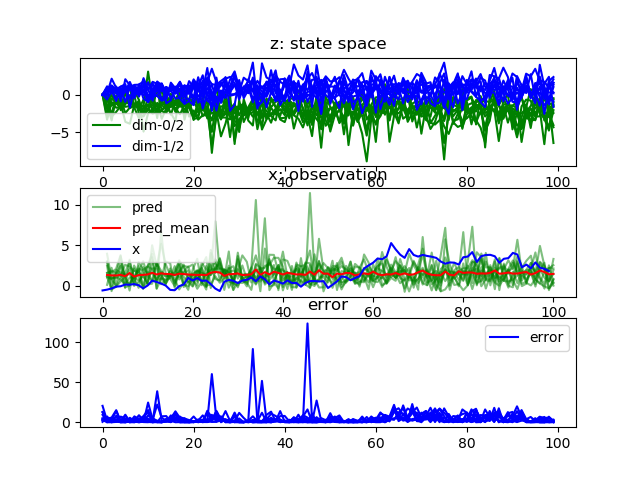 z: state space
0
−5
dim-0/2
dim-1/2
0 20 40 60 80 100
x: observation
10
5
0
pred
pred_mean
x
0 20 40 60 80 100
error
100
50
0
error
0 20 40 60 80 100